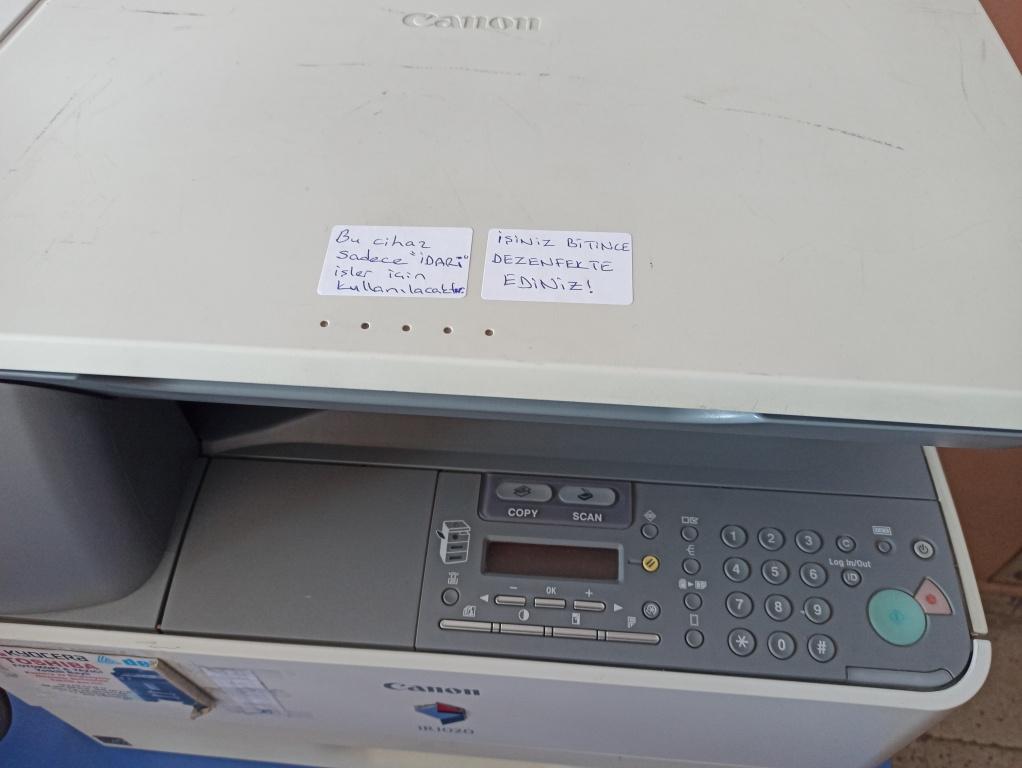 Canon
Bu cihaz
sadece "İDARİ"
işler için
kullanılacaktır.
İŞİNİZ BİTİNCE
DEZENFEKTE
EDİNİZ!
COPY
SCAN
OK
- +
1 2 3 C
Log In/Out
4 5 6 ID
7 8 9
* 0 #
KYOCERA
TOSHIBA
Canon
IR1020